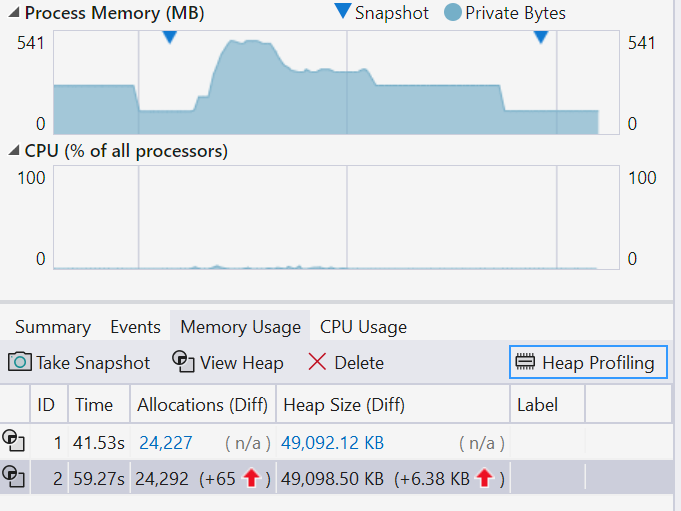 Process Memory (MB) Snapshot Private Bytes
541 541
0 0
CPU (% of all processors)
100 100
0 0
Summary Events Memory Usage CPU Usage
Take Snapshot View Heap Delete Heap Profiling
ID Time Allocations (Diff) Heap Size (Diff) Label
1 41.53s 24,227 (n/a) 49,092.12 KB (n/a)
2 59.27s 24,292 (+65 ) 49,098.50 KB (+6.38 KB )